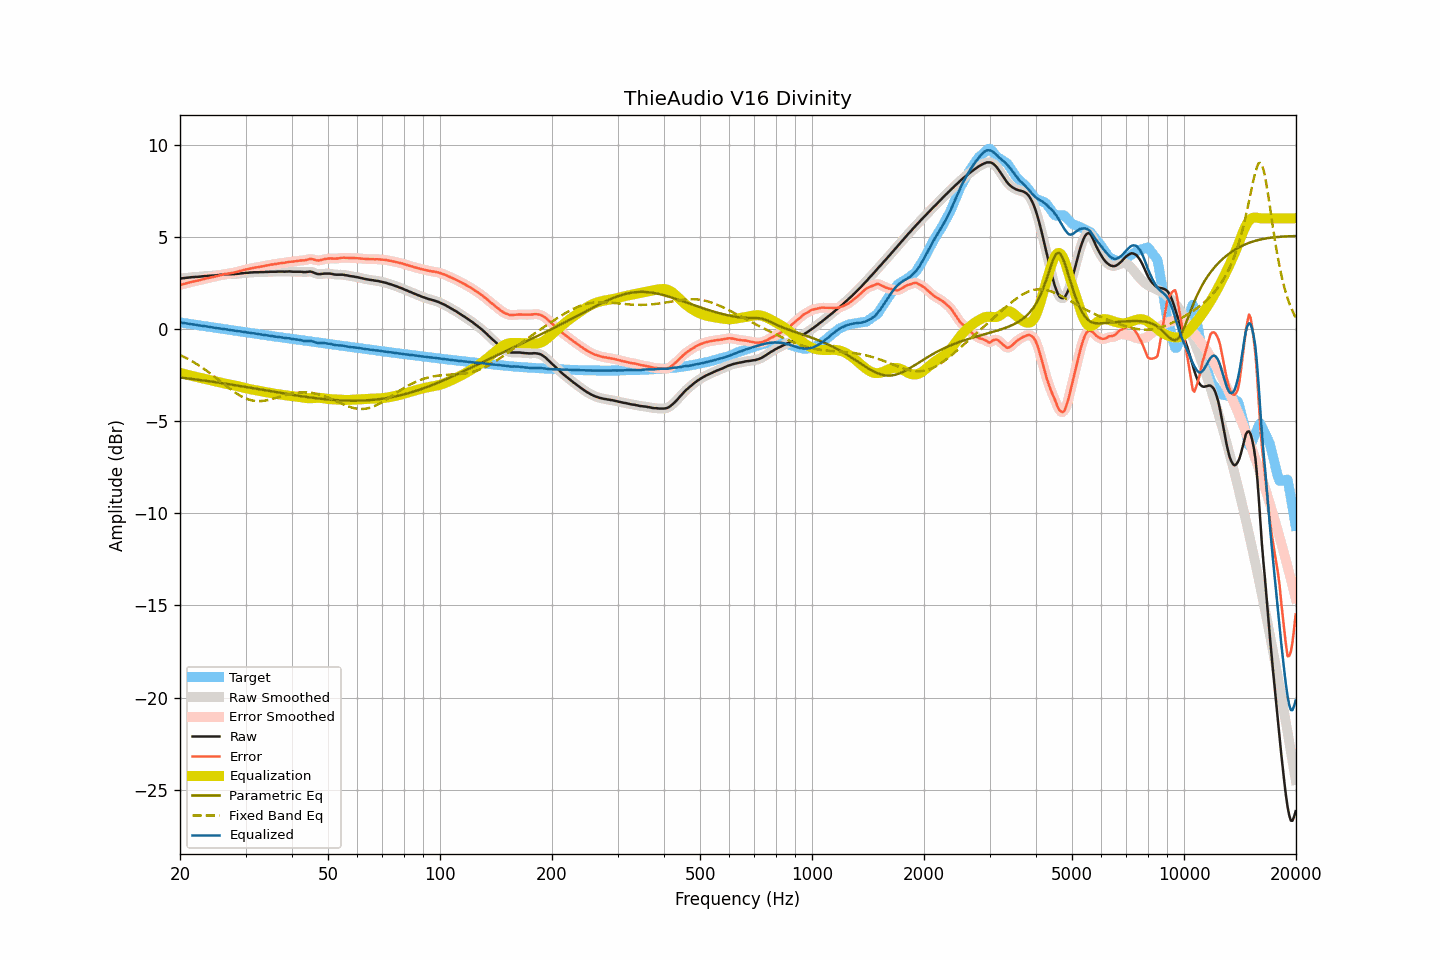 ThieAudio V16 Divinity
10
5
0
−5
−10
−15
−20
−25
Amplitude (dBr)
Target
Raw Smoothed
Error Smoothed
Raw
Error
Equalization
Parametric Eq
Fixed Band Eq
Equalized
20 50 100 200 500 1000 2000 5000 10000 20000
Frequency (Hz)